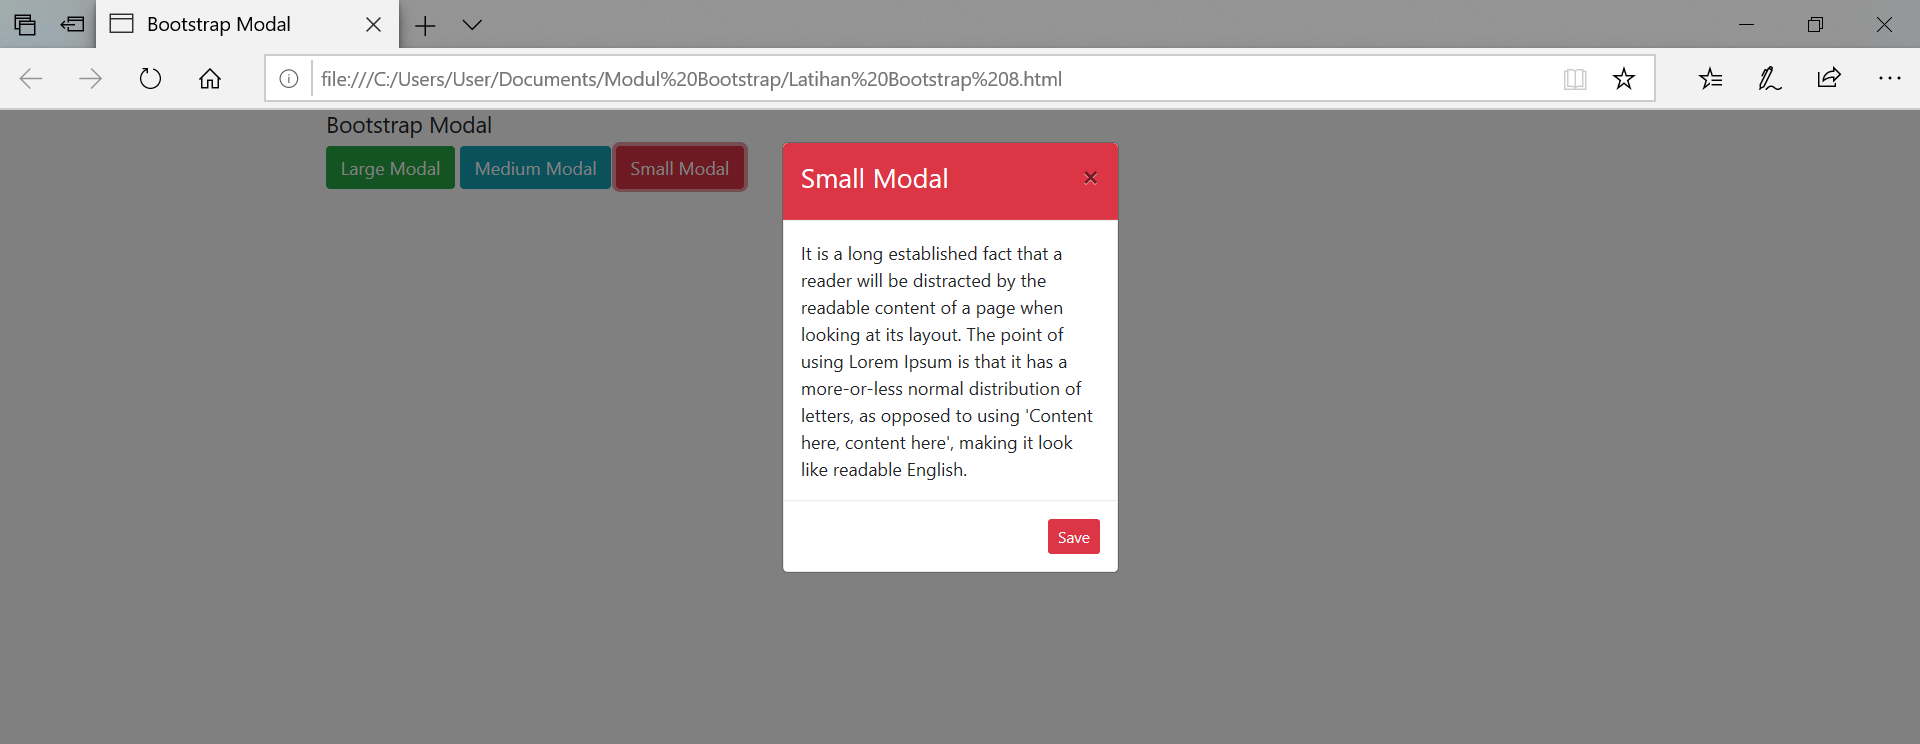 Bootstrap Modal
file:///C:/Users/User/Documents/Modul%20Bootstrap/Latihan%20Bootstrap%208.html
Bootstrap Modal
Large Modal Medium Modal Small Modal
Small Modal ×
It is a long established fact that a
reader will be distracted by the
readable content of a page when
looking at its layout. The point of
using Lorem Ipsum is that it has a
more-or-less normal distribution of
letters, as opposed to using 'Content
here, content here', making it look
like readable English.
Save